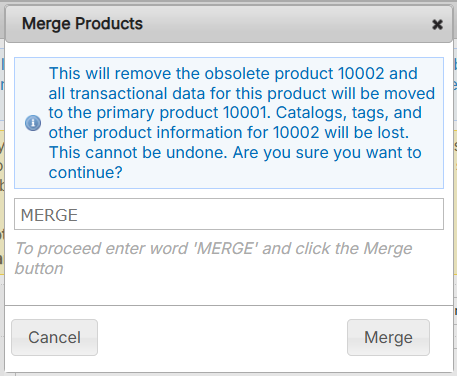 Merge Products
This will remove the obsolete product 10002 and
all transactional data for this product will be moved
to the primary product 10001. Catalogs, tags, and
other product information for 10002 will be lost.
This cannot be undone. Are you sure you want to
continue?
MERGE
To proceed enter word 'MERGE' and click the Merge
button
Cancel
Merge